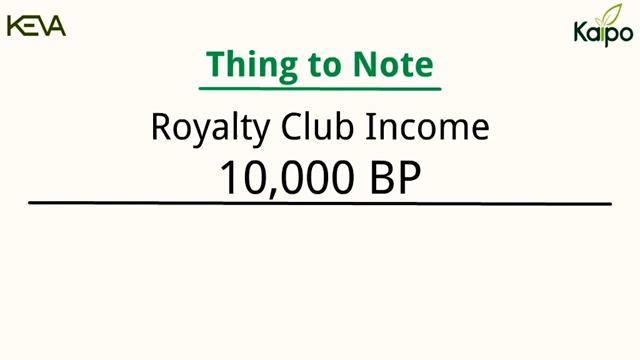 KEVA
Kaipo
Thing to Note
Royalty Club Income
10,000 BP